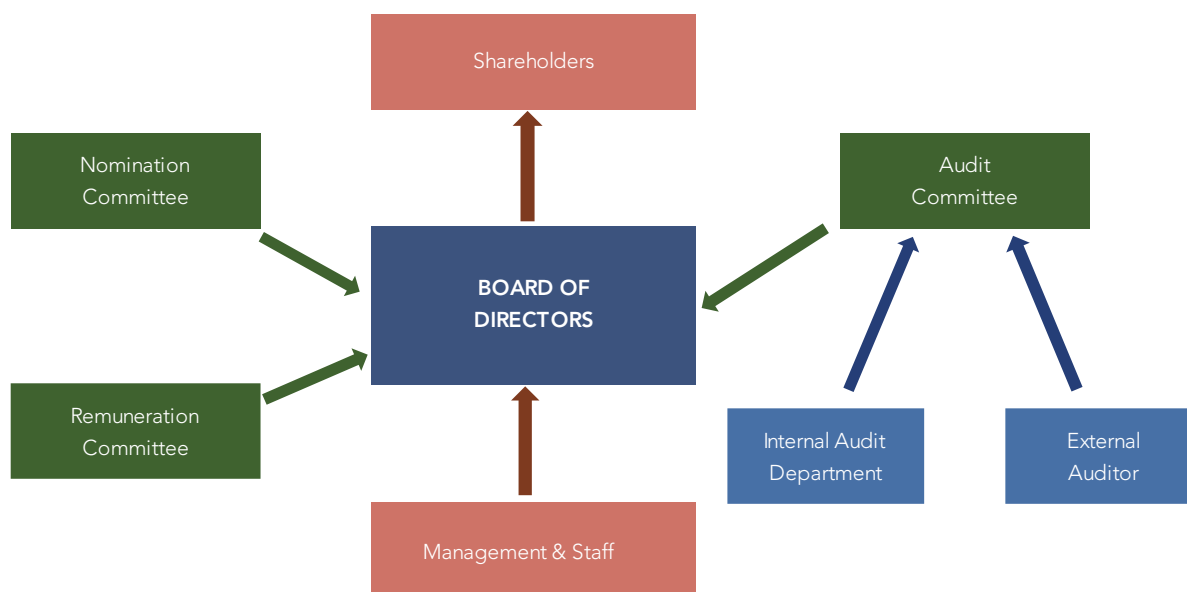 Shareholders
Nomination
Committee
Audit
Committee
BOARD OF
DIRECTORS
Remuneration
Committee
Internal Audit
Department
External
Auditor
Management & Staff